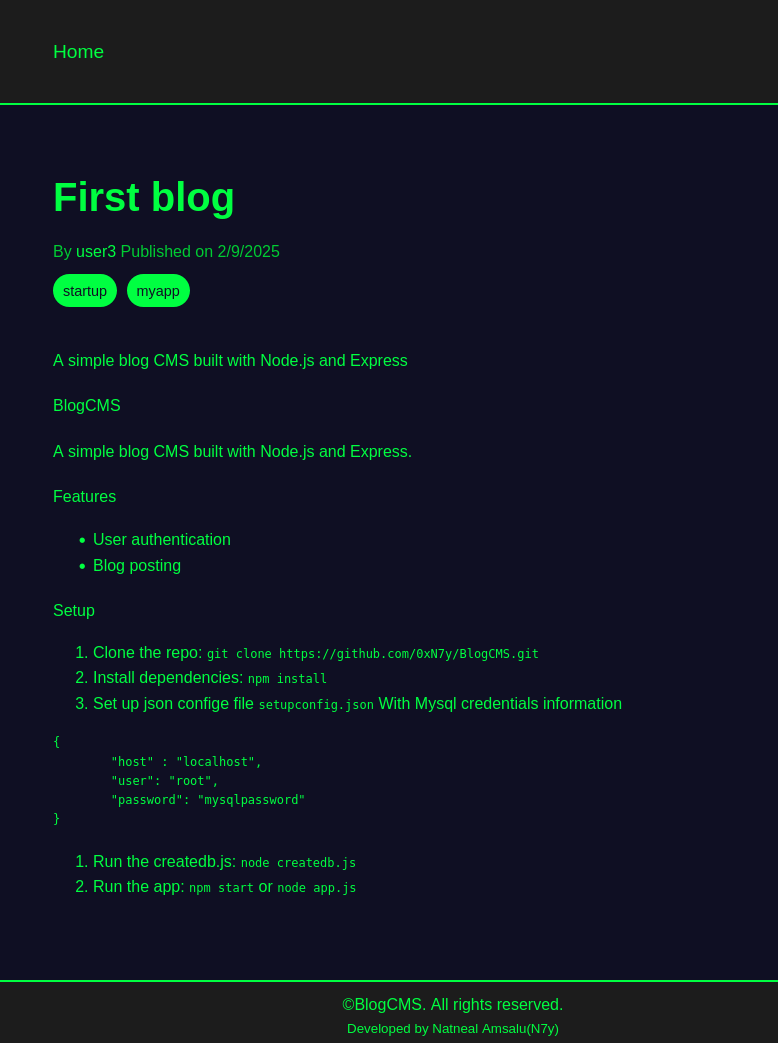 Home
First blog
By user3 Published on 2/9/2025
startup myapp
A simple blog CMS built with Node.js and Express
BlogCMS
A simple blog CMS built with Node.js and Express.
Features
• User authentication
• Blog posting
Setup
1. Clone the repo: git clone https://github.com/0xN7y/BlogCMS.git
2. Install dependencies: npm install
3. Set up json confige file setupconfig.json With Mysql credentials information
{
"host" : "localhost",
"user": "root",
"password": "mysqlpassword"
}
1. Run the createdb.js: node createdb.js
2. Run the app: npm start or node app.js
©BlogCMS. All rights reserved.
Developed by Natneal Amsalu(N7y)